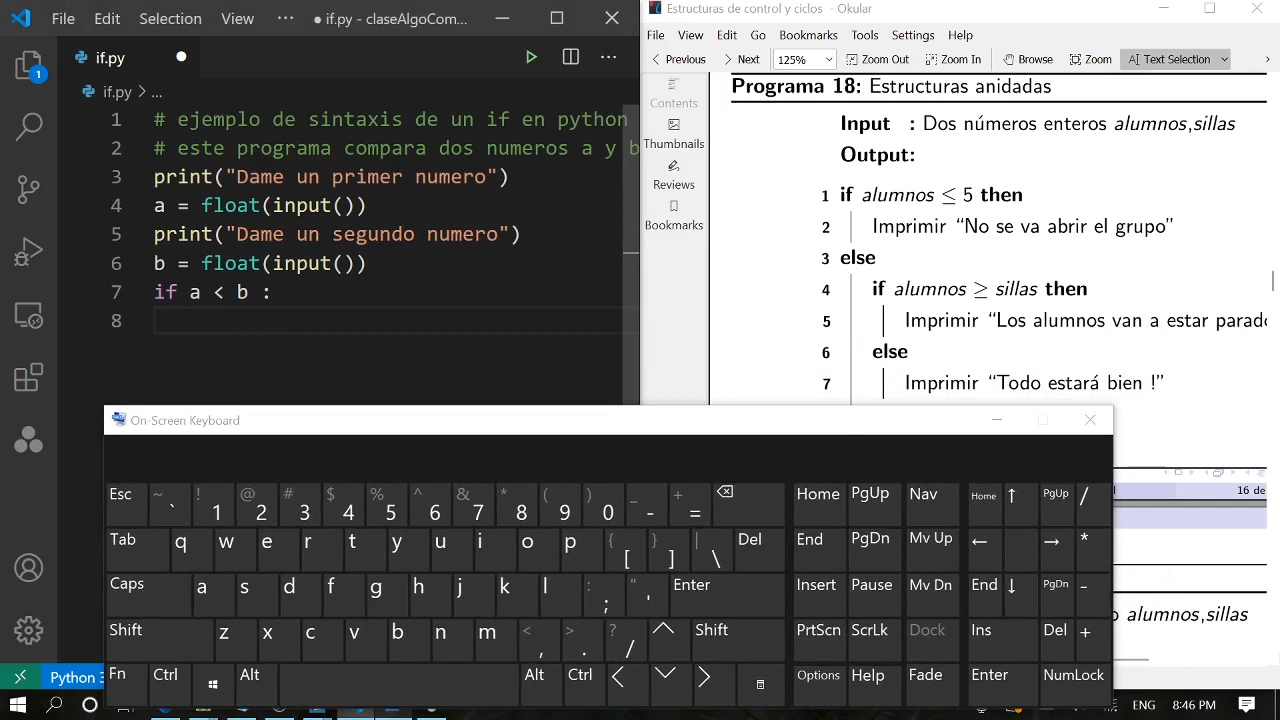 File Edit Selection View ··· ● if.py - claseAlgoCom... 
if.py
if.py > ...
1 # ejemplo de sintaxis de un if en python
2 # este programa compara dos numeros a y b
3 print("Dame un primer numero")
4 a = float(input())
5 print("Dame un segundo numero")
6 b = float(input())
7 if a < b :
8
1
Python 3
Estructuras de control y ciclos - Okular
File View Edit Go Bookmarks Tools Settings Help
Previous Next 125% Zoom Out Zoom In Browse Zoom Text Selection
Contents
Thumbnails
Reviews
Bookmarks
Programa 18: Estructuras anidadas
Input : Dos números enteros alumnos,sillas
Output:
1 if alumnos ≤ 5 then
2 Imprimir “No se va abrir el grupo”
3 else
4 if alumnos ≥ sillas then
5 Imprimir “Los alumnos van a estar parado
6 else
7 Imprimir “Todo estará bien !”
16 de
alumnos,sillas
On-Screen Keyboard
Esc ~ ` ! 1 @ 2 # 3 $ 4 % 5 ^ 6 & 7 * 8 ( 9 ) 0 _ - + = Home PgUp Nav Home ↑ PgUp /
Tab q w e r t y u i o p { [ } ] | \ Del End PgDn Mv Up ← → *
Caps a s d f g h j k l : ; " ' Enter Insert Pause Mv Dn End ↓ PgDn -
Shift z x c v b n m < , > . ? / Shift PrtScn ScrLk Dock Ins Del +
Fn Ctrl Alt Alt Ctrl Options Help Fade Enter NumLock
ENG 8:46 PM